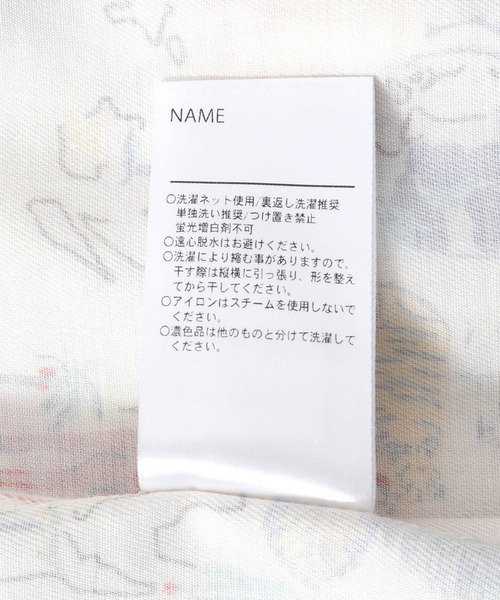 NAME
○洗濯ネット使用/裏返し洗濯推奨
単独洗い推奨/つけ置き禁止
蛍光増白剤不可
○遠心脱水はお避けください。
○洗濯により縮む事がありますので、
干す際は縦横に引っ張り、形を整え
てから干してください。
○アイロンはスチームを使用しないで
ください。
○濃色品は他のものと分けて洗濯して
ください。